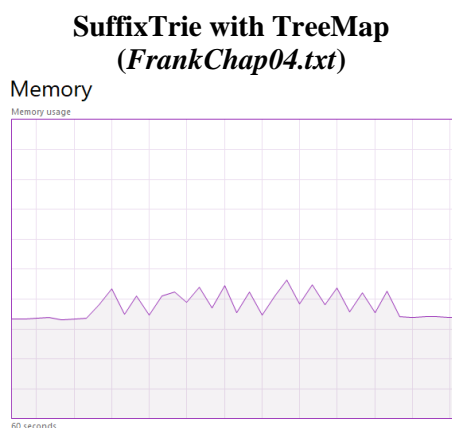 SuffixTrie with TreeMap
(FrankChap04.txt)
Memory
Memory usage
60 seconds